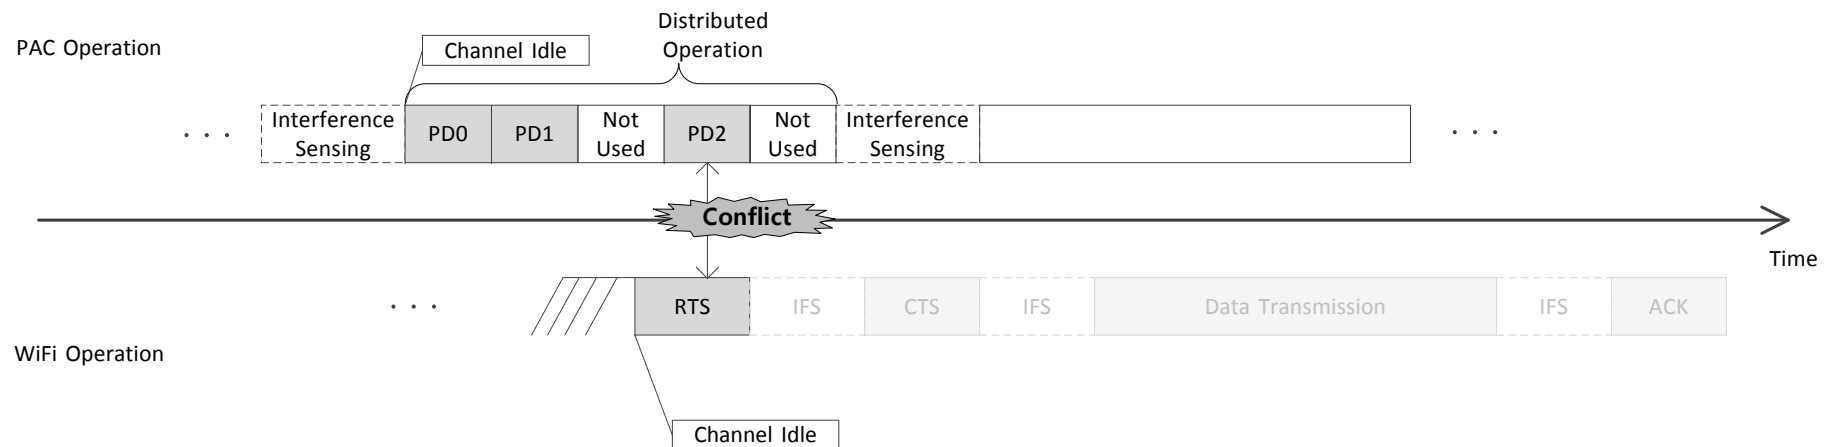 Distributed
Operation
PAC Operation
Channel Idle
. . .
Interference
Sensing
PD0
PD1
Not
Used
PD2
Not
Used
Interference
Sensing
. . .
Conflict
Time
. . .
RTS
IFS
CTS
IFS
Data Transmission
IFS
ACK
WiFi Operation
Channel Idle